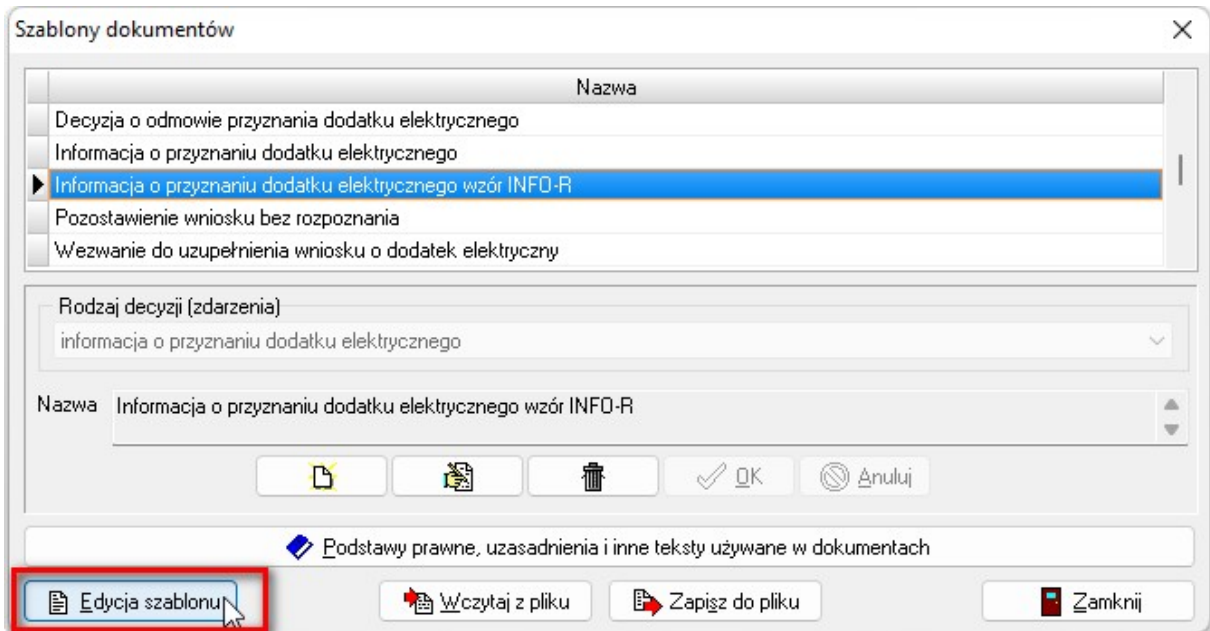 Szablony dokumentów
Nazwa
Decyzja o odmowie przyznania dodatku elektrycznego
Informacja o przyznaniu dodatku elektrycznego
Informacja o przyznaniu dodatku elektrycznego wzór INFO-R
Pozostawienie wniosku bez rozpoznania
Wezwanie do uzupełnienia wniosku o dodatek elektryczny
Rodzaj decyzji (zdarzenia)
informacja o przyznaniu dodatku elektrycznego
Nazwa Informacja o przyznaniu dodatku elektrycznego wzór INFO-R
OK Anuluj
Podstawy prawne, uzasadnienia i inne teksty używane w dokumentach
Edycja szablonu Wczytaj z pliku Zapisz do pliku Zamknij